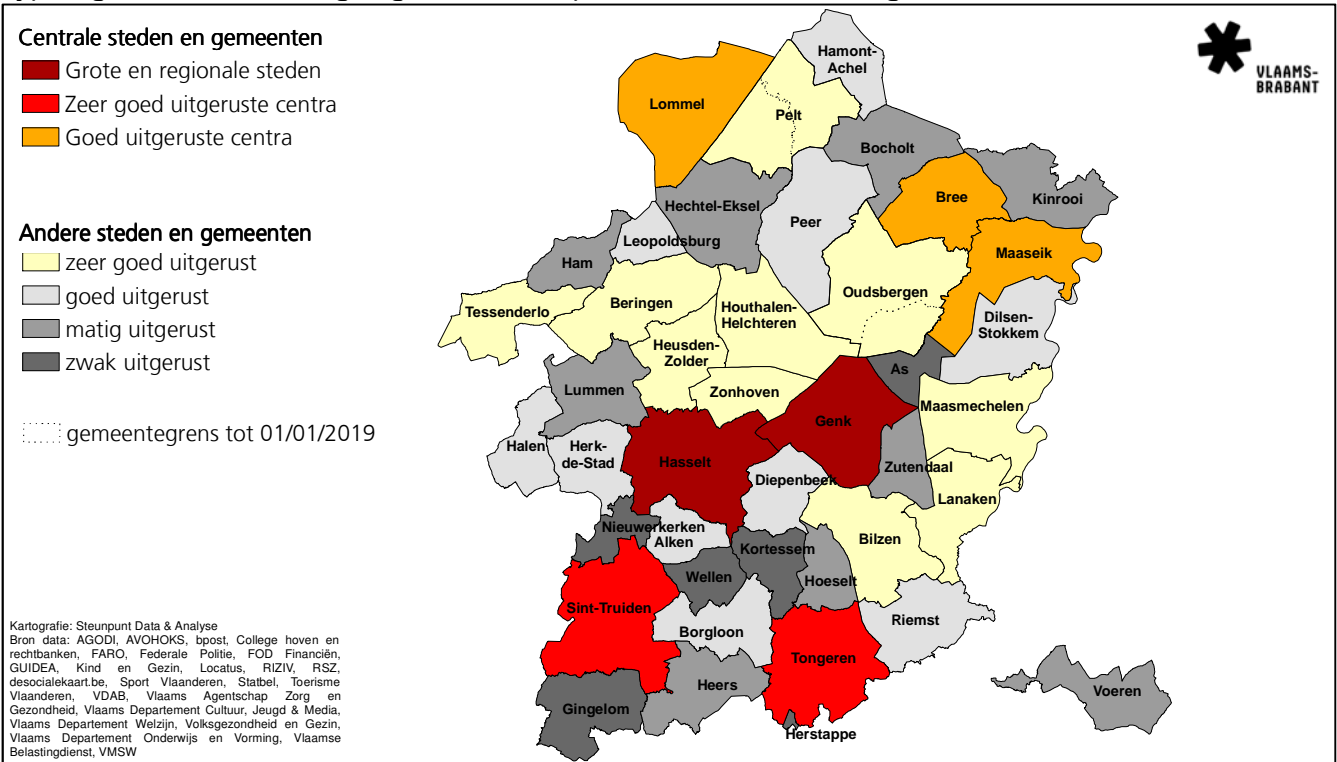 Centrale steden en gemeenten
Grote en regionale steden
Zeer goed uitgeruste centra
Goed uitgeruste centra
Andere steden en gemeenten
zeer goed uitgerust
goed uitgerust
matig uitgerust
zwak uitgerust
gemeentegrens tot 01/01/2019
VLAAMS-
BRABANT
Hamont-
Achel
Lommel
Pelt
Bocholt
Hechtel-Eksel
Peer
Bree
Kinrooi
Leopoldsburg
Ham
Maaseik
Oudsbergen
Tessenderlo
Beringen
Houthalen-
Helchteren
Dilsen-
Stokkem
Heusden-
Zolder
As
Lummen
Zonhoven
Maasmechelen
Genk
Halen
Herk-
de-Stad
Hasselt
Zutendaal
Diepenbeek
Lanaken
Nieuwerkerken
Alken
Bilzen
Kortessem
Wellen
Hoeselt
Sint-Truiden
Riemst
Borgloon
Tongeren
Heers
Voeren
Gingelom
Herstappe
Kartografie: Steunpunt Data & Analyse
Bron data: AGODI, AVOHOKS, bpost, College hoven en
rechtbanken, FARO, Federale Politie, FOD Financiën,
GUIDEA, Kind en Gezin, Locatus, RIZIV, RSZ,
desocialekaart.be, Sport Vlaanderen, Statbel, Toerisme
Vlaanderen, VDAB, Vlaams Agentschap Zorg en
Gezondheid, Vlaams Departement Cultuur, Jeugd & Media,
Vlaams Departement Welzijn, Volksgezondheid en Gezin,
Vlaams Departement Onderwijs en Vorming, Vlaamse
Belastingdienst, VMSW